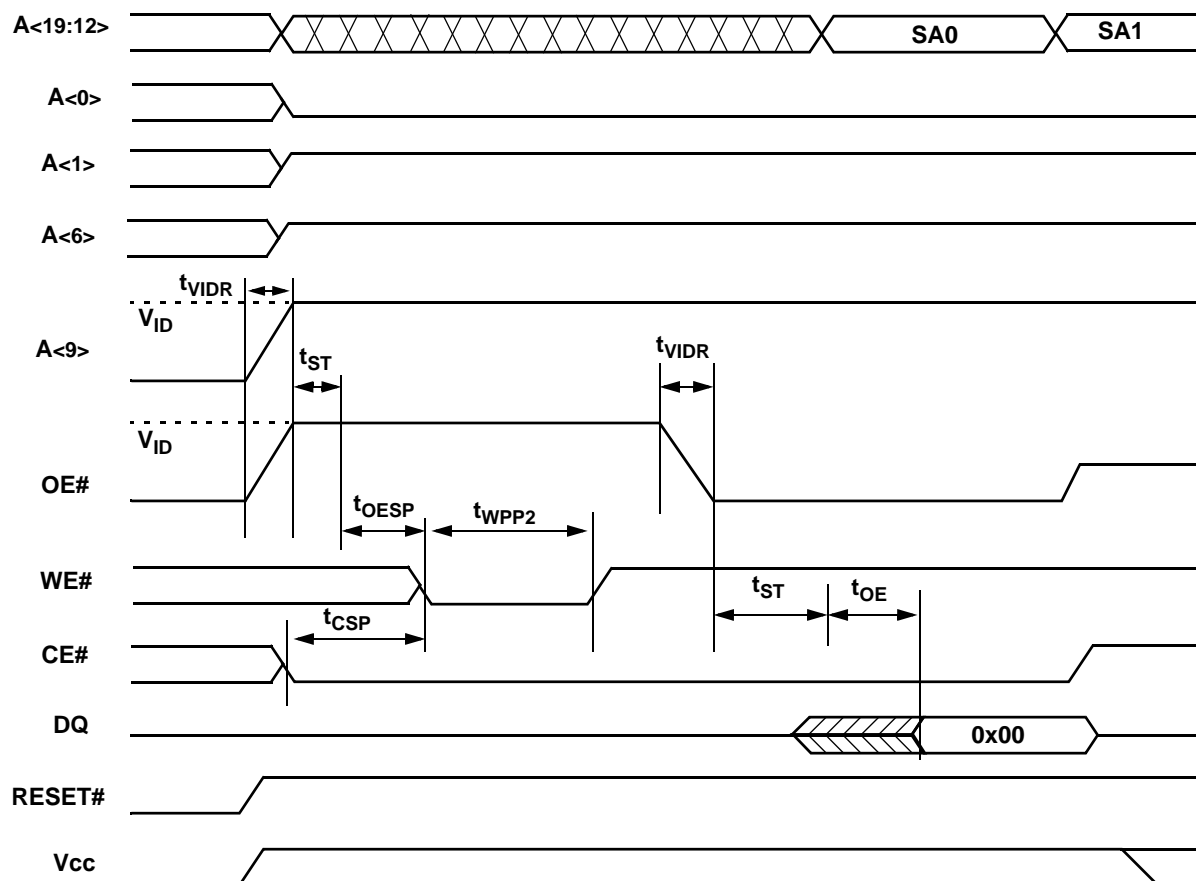 A<19:12>
SA0
SA1
A<0>
A<1>
A<6>
tVIDR
VID
A<9>
tST
tVIDR
VID
OE#
tOESP
tWPP2
WE#
tST
tOE
tCSP
CE#
DQ
0x00
RESET#
Vcc